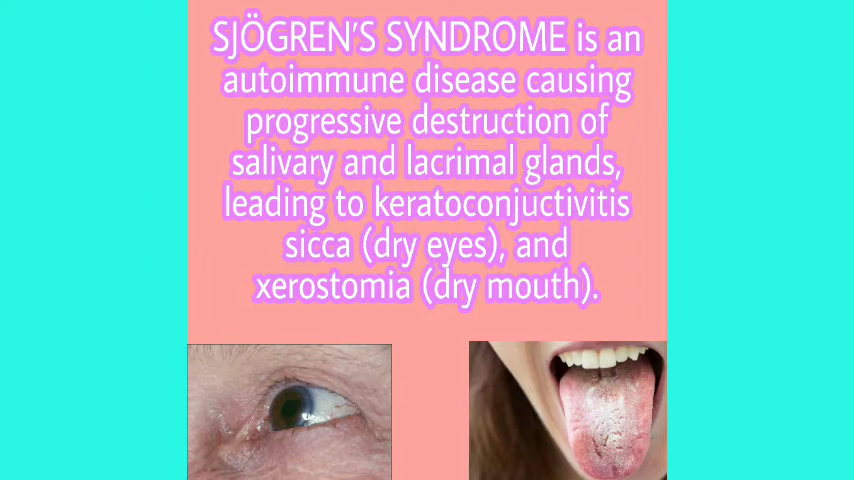 SJÖGREN'S SYNDROME is an
autoimmune disease causing
progressive destruction of
salivary and lacrimal glands,
leading to keratoconjuctivitis
sicca (dry eyes), and
xerostomia (dry mouth).